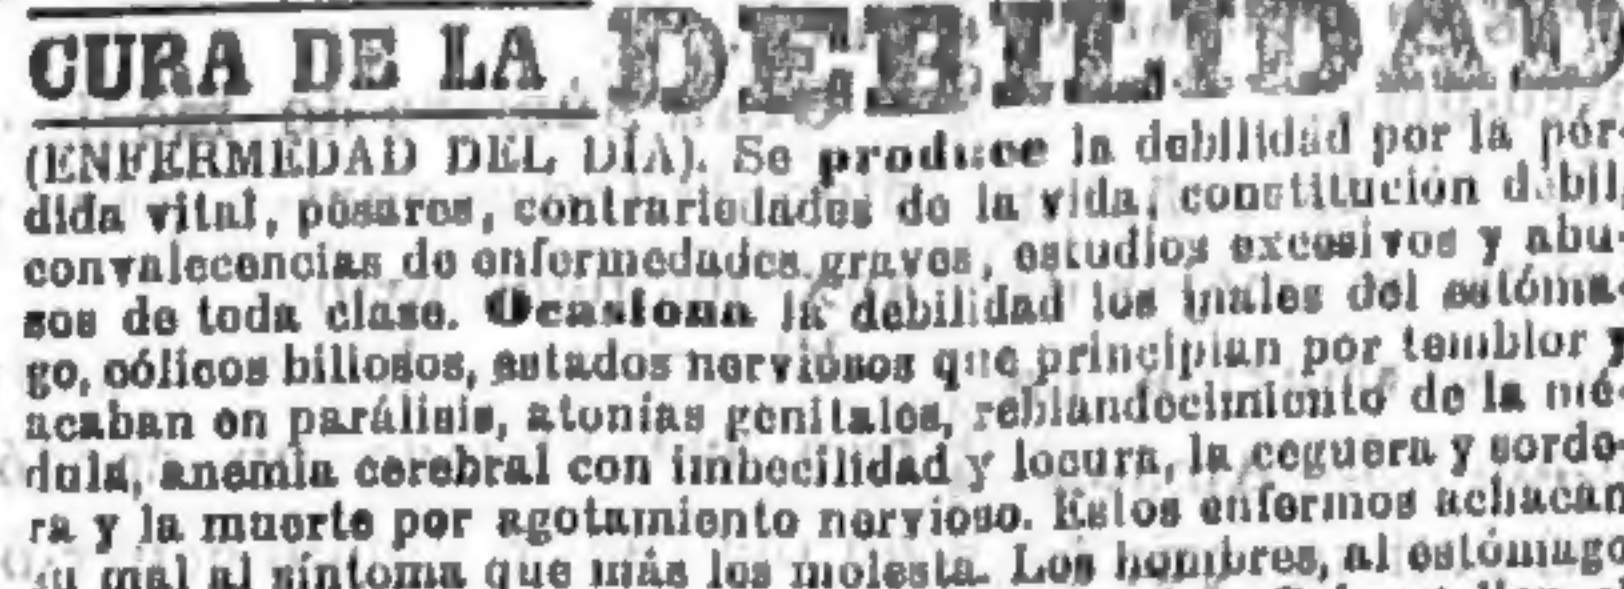 CURA DE LA DEBILIDAD
(ENFERMEDAD DEL DÍA). Se produce la debilidad por la pér-
dida vital, pesares, contrariedades de la vida, constitución débil,
convalecencias de enfermedades graves, estudios excesivos y abu-
sos de toda clase. Ocasiona la debilidad los males del estóma-
go, cólicos biliosos, estados nerviosos que principian por temblor y
acaban en parálisis, atonías genitales, reblandecimiento de la mé-
dula, anemia cerebral con imbecilidad y locura, la ceguera y sorde-
ra y la muerte por agotamiento nervioso. Estos enfermos achacan
su mal al síntoma que más les molesta. Los hombres, al estómago